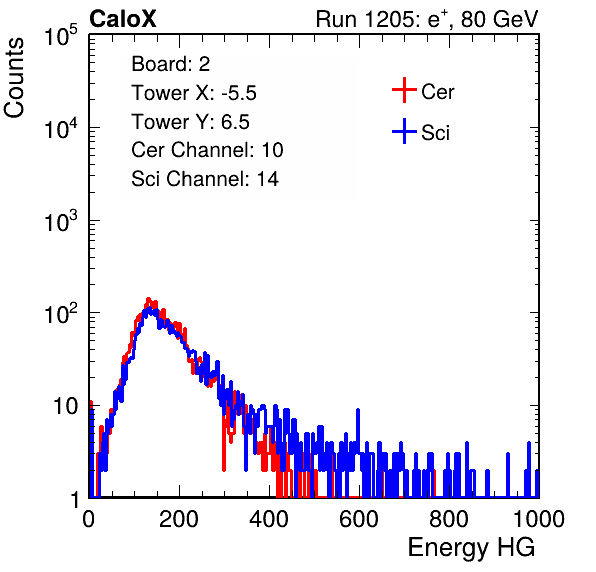 CaloX Run 1205: e⁺, 80 GeV
Counts
10⁵
10⁴
10³
10²
10
1
Board: 2
Tower X: -5.5
Tower Y: 6.5
Cer Channel: 10
Sci Channel: 14
Cer
Sci
0 200 400 600 800 1000
Energy HG